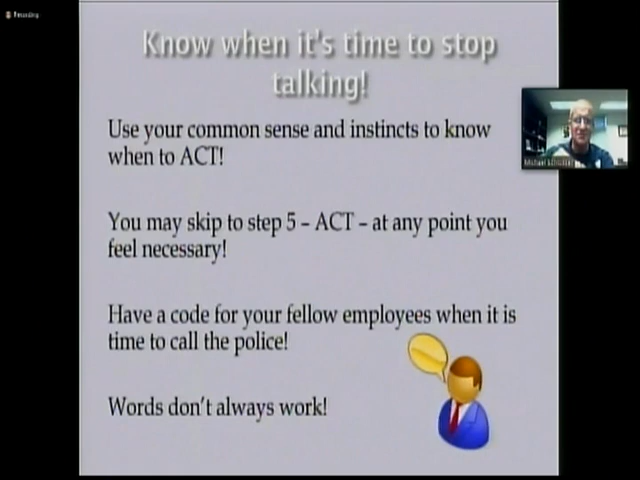 Recording
Know when it's time to stop
talking!
Use your common sense and instincts to know
when to ACT!
You may skip to step 5 – ACT – at any point you
feel necessary!
Have a code for your fellow employees when it is
time to call the police!
Words don't always work!
Michael